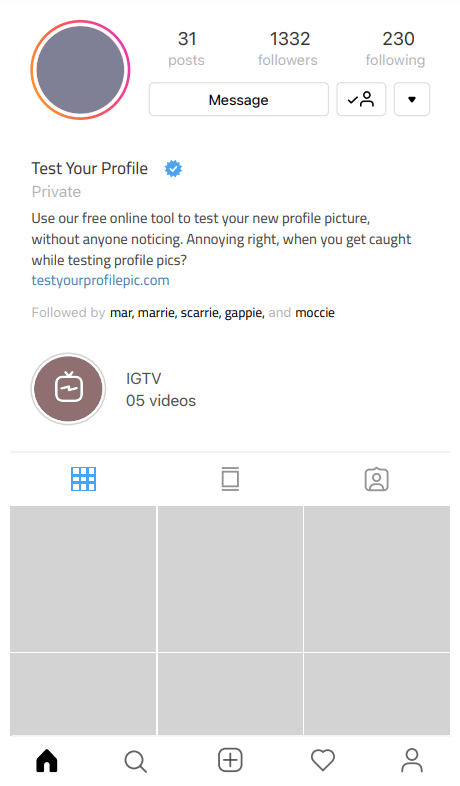 31 1332 230
posts followers following
Message
Test Your Profile
Private
Use our free online tool to test your new profile picture,
without anyone noticing. Annoying right, when you get caught
while testing profile pics?
testyourprofilepic.com
Followed by mar, marrie, scarrie, gappie, and moccie
IGTV
05 videos